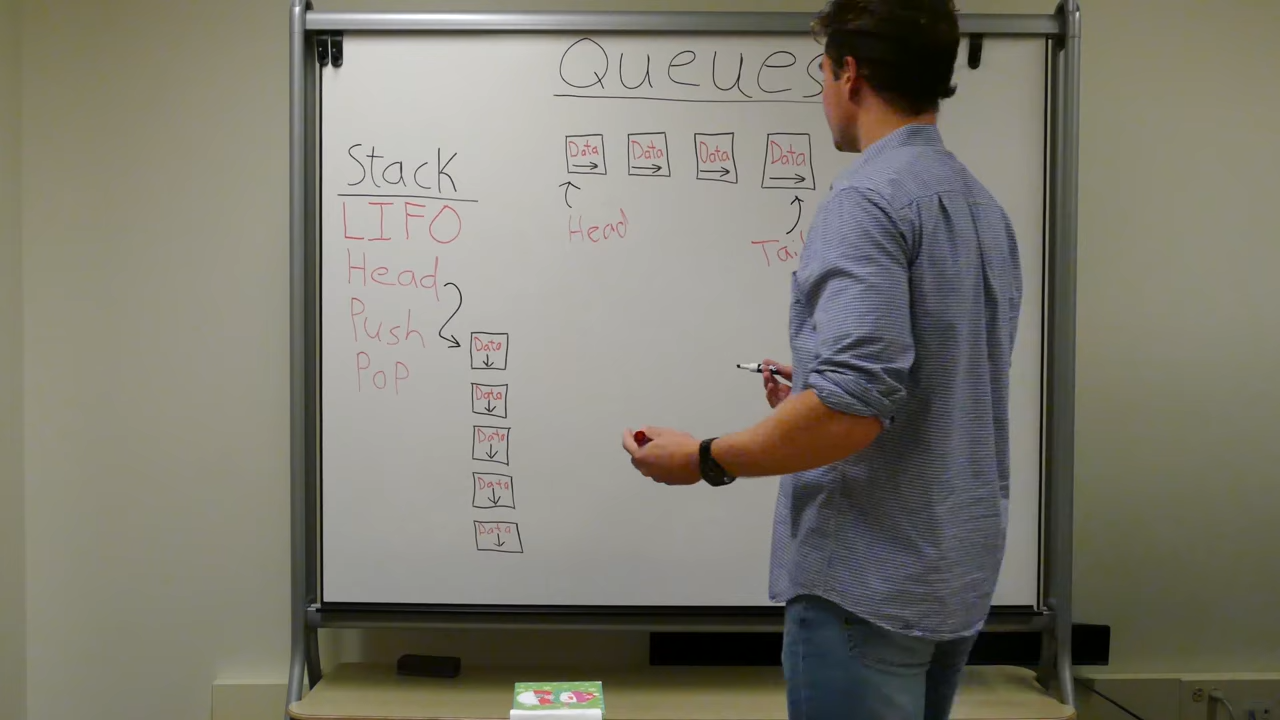 Queues
Data Data Data Data
Head
Stack
LIFO
Head
Push
Pop
Data
Data
Data
Data
Data